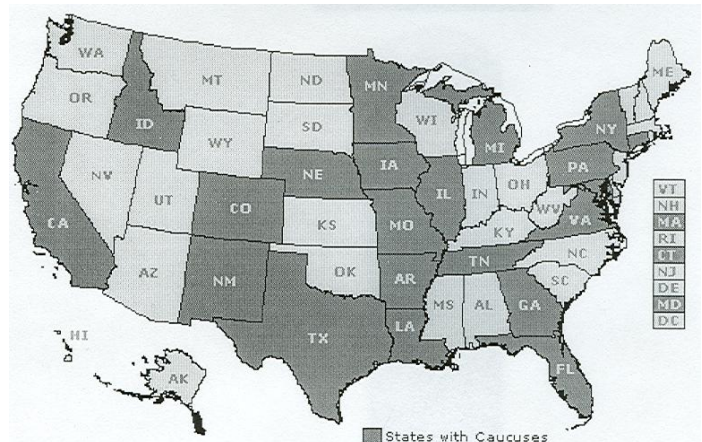 WA
ME
MT
ND
MN
OR
ID
WI
NY
SD
MI
WY
IA
PA
NE
NV
OH
IL
IN
UT
CO
WV
VA
CA
KS
MO
KY
NC
TN
AZ
OK
NM
AR
SC
MS
AL
GA
TX
LA
HI
FL
AK
VT
NH
MA
RI
CT
NJ
DE
MD
DC
States with Caucuses